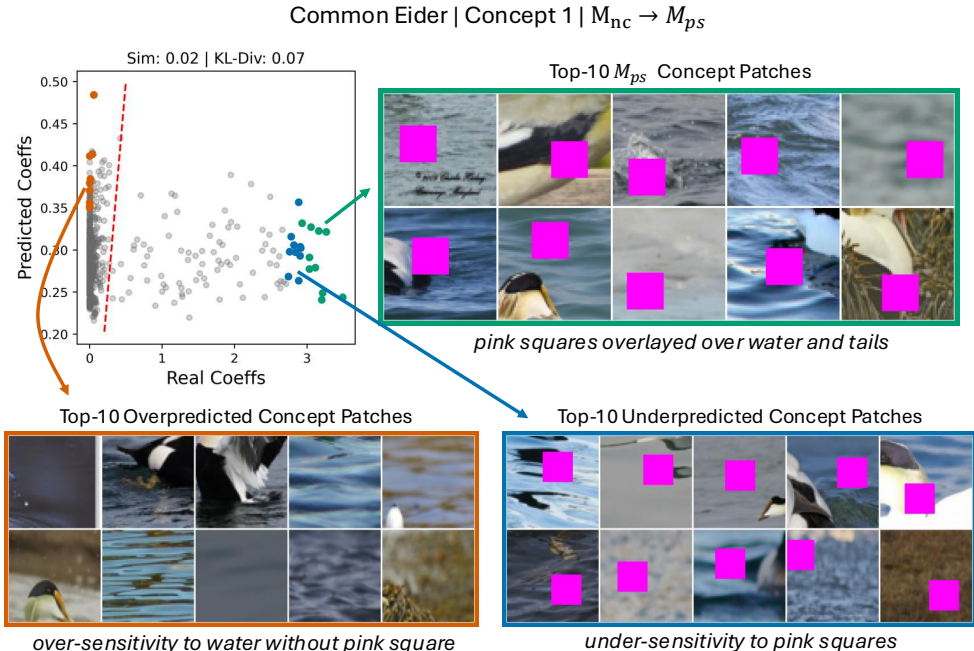 Common Eider | Concept 1 | M_nc → M_ps
Sim: 0.02 | KL-Div: 0.07
Predicted Coeffs
0.50
0.45
0.40
0.35
0.30
0.25
0.20
0
1
2
3
Real Coeffs
Top-10 M_ps Concept Patches
pink squares overlayed over water and tails
Top-10 Overpredicted Concept Patches
over-sensitivity to water without pink square
Top-10 Underpredicted Concept Patches
under-sensitivity to pink squares